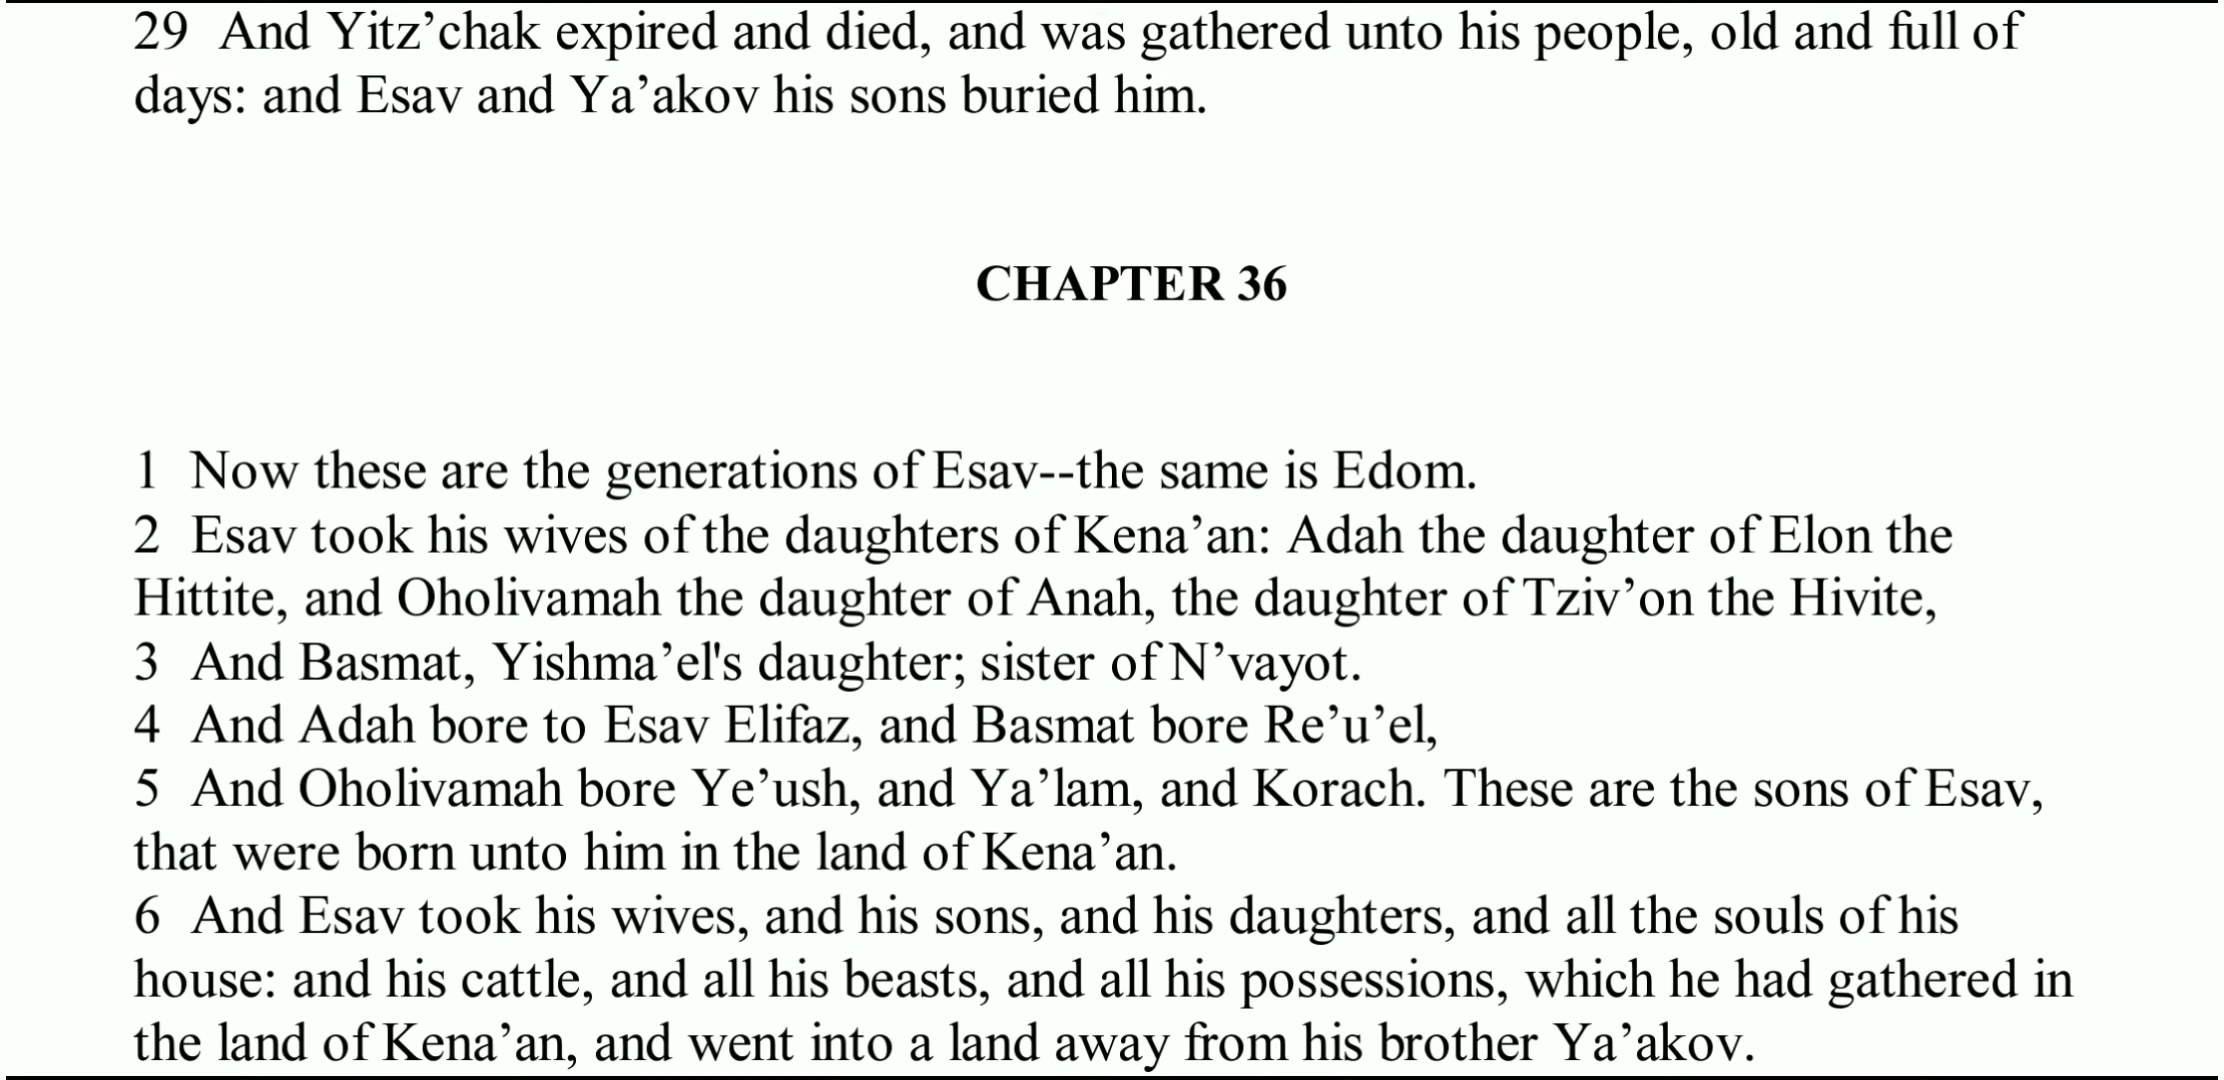 29  And Yitz’chak expired and died, and was gathered unto his people, old and full of
days: and Esav and Ya’akov his sons buried him.
CHAPTER 36
1  Now these are the generations of Esav--the same is Edom.
2  Esav took his wives of the daughters of Kena’an: Adah the daughter of Elon the
Hittite, and Oholivamah the daughter of Anah, the daughter of Tziv’on the Hivite,
3  And Basmat, Yishma’el's daughter; sister of N’vayot.
4  And Adah bore to Esav Elifaz, and Basmat bore Re’u’el,
5  And Oholivamah bore Ye’ush, and Ya’lam, and Korach. These are the sons of Esav,
that were born unto him in the land of Kena’an.
6  And Esav took his wives, and his sons, and his daughters, and all the souls of his
house: and his cattle, and all his beasts, and all his possessions, which he had gathered in
the land of Kena’an, and went into a land away from his brother Ya’akov.